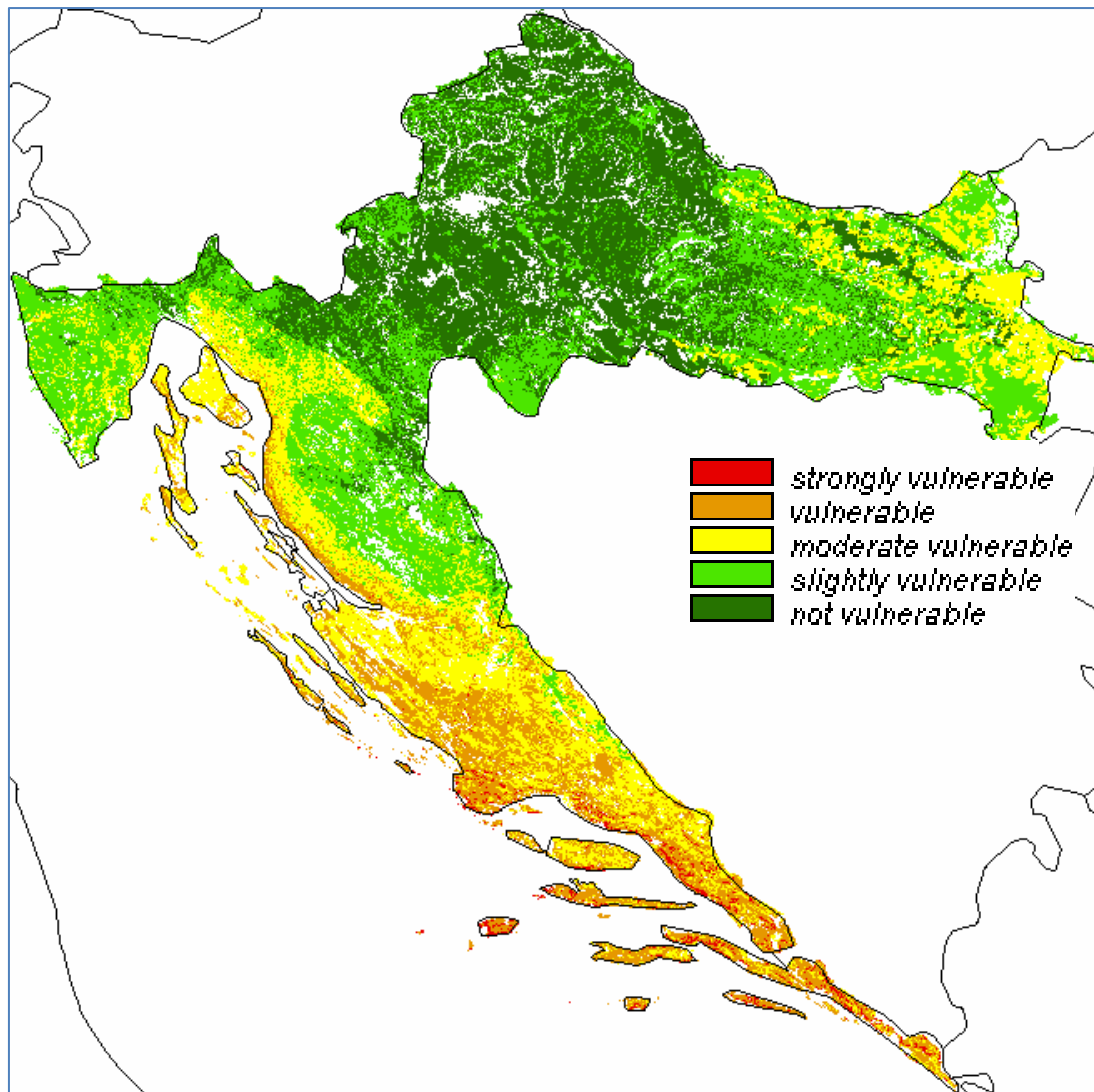 strongly vulnerable
vulnerable
moderate vulnerable
slightly vulnerable
not vulnerable